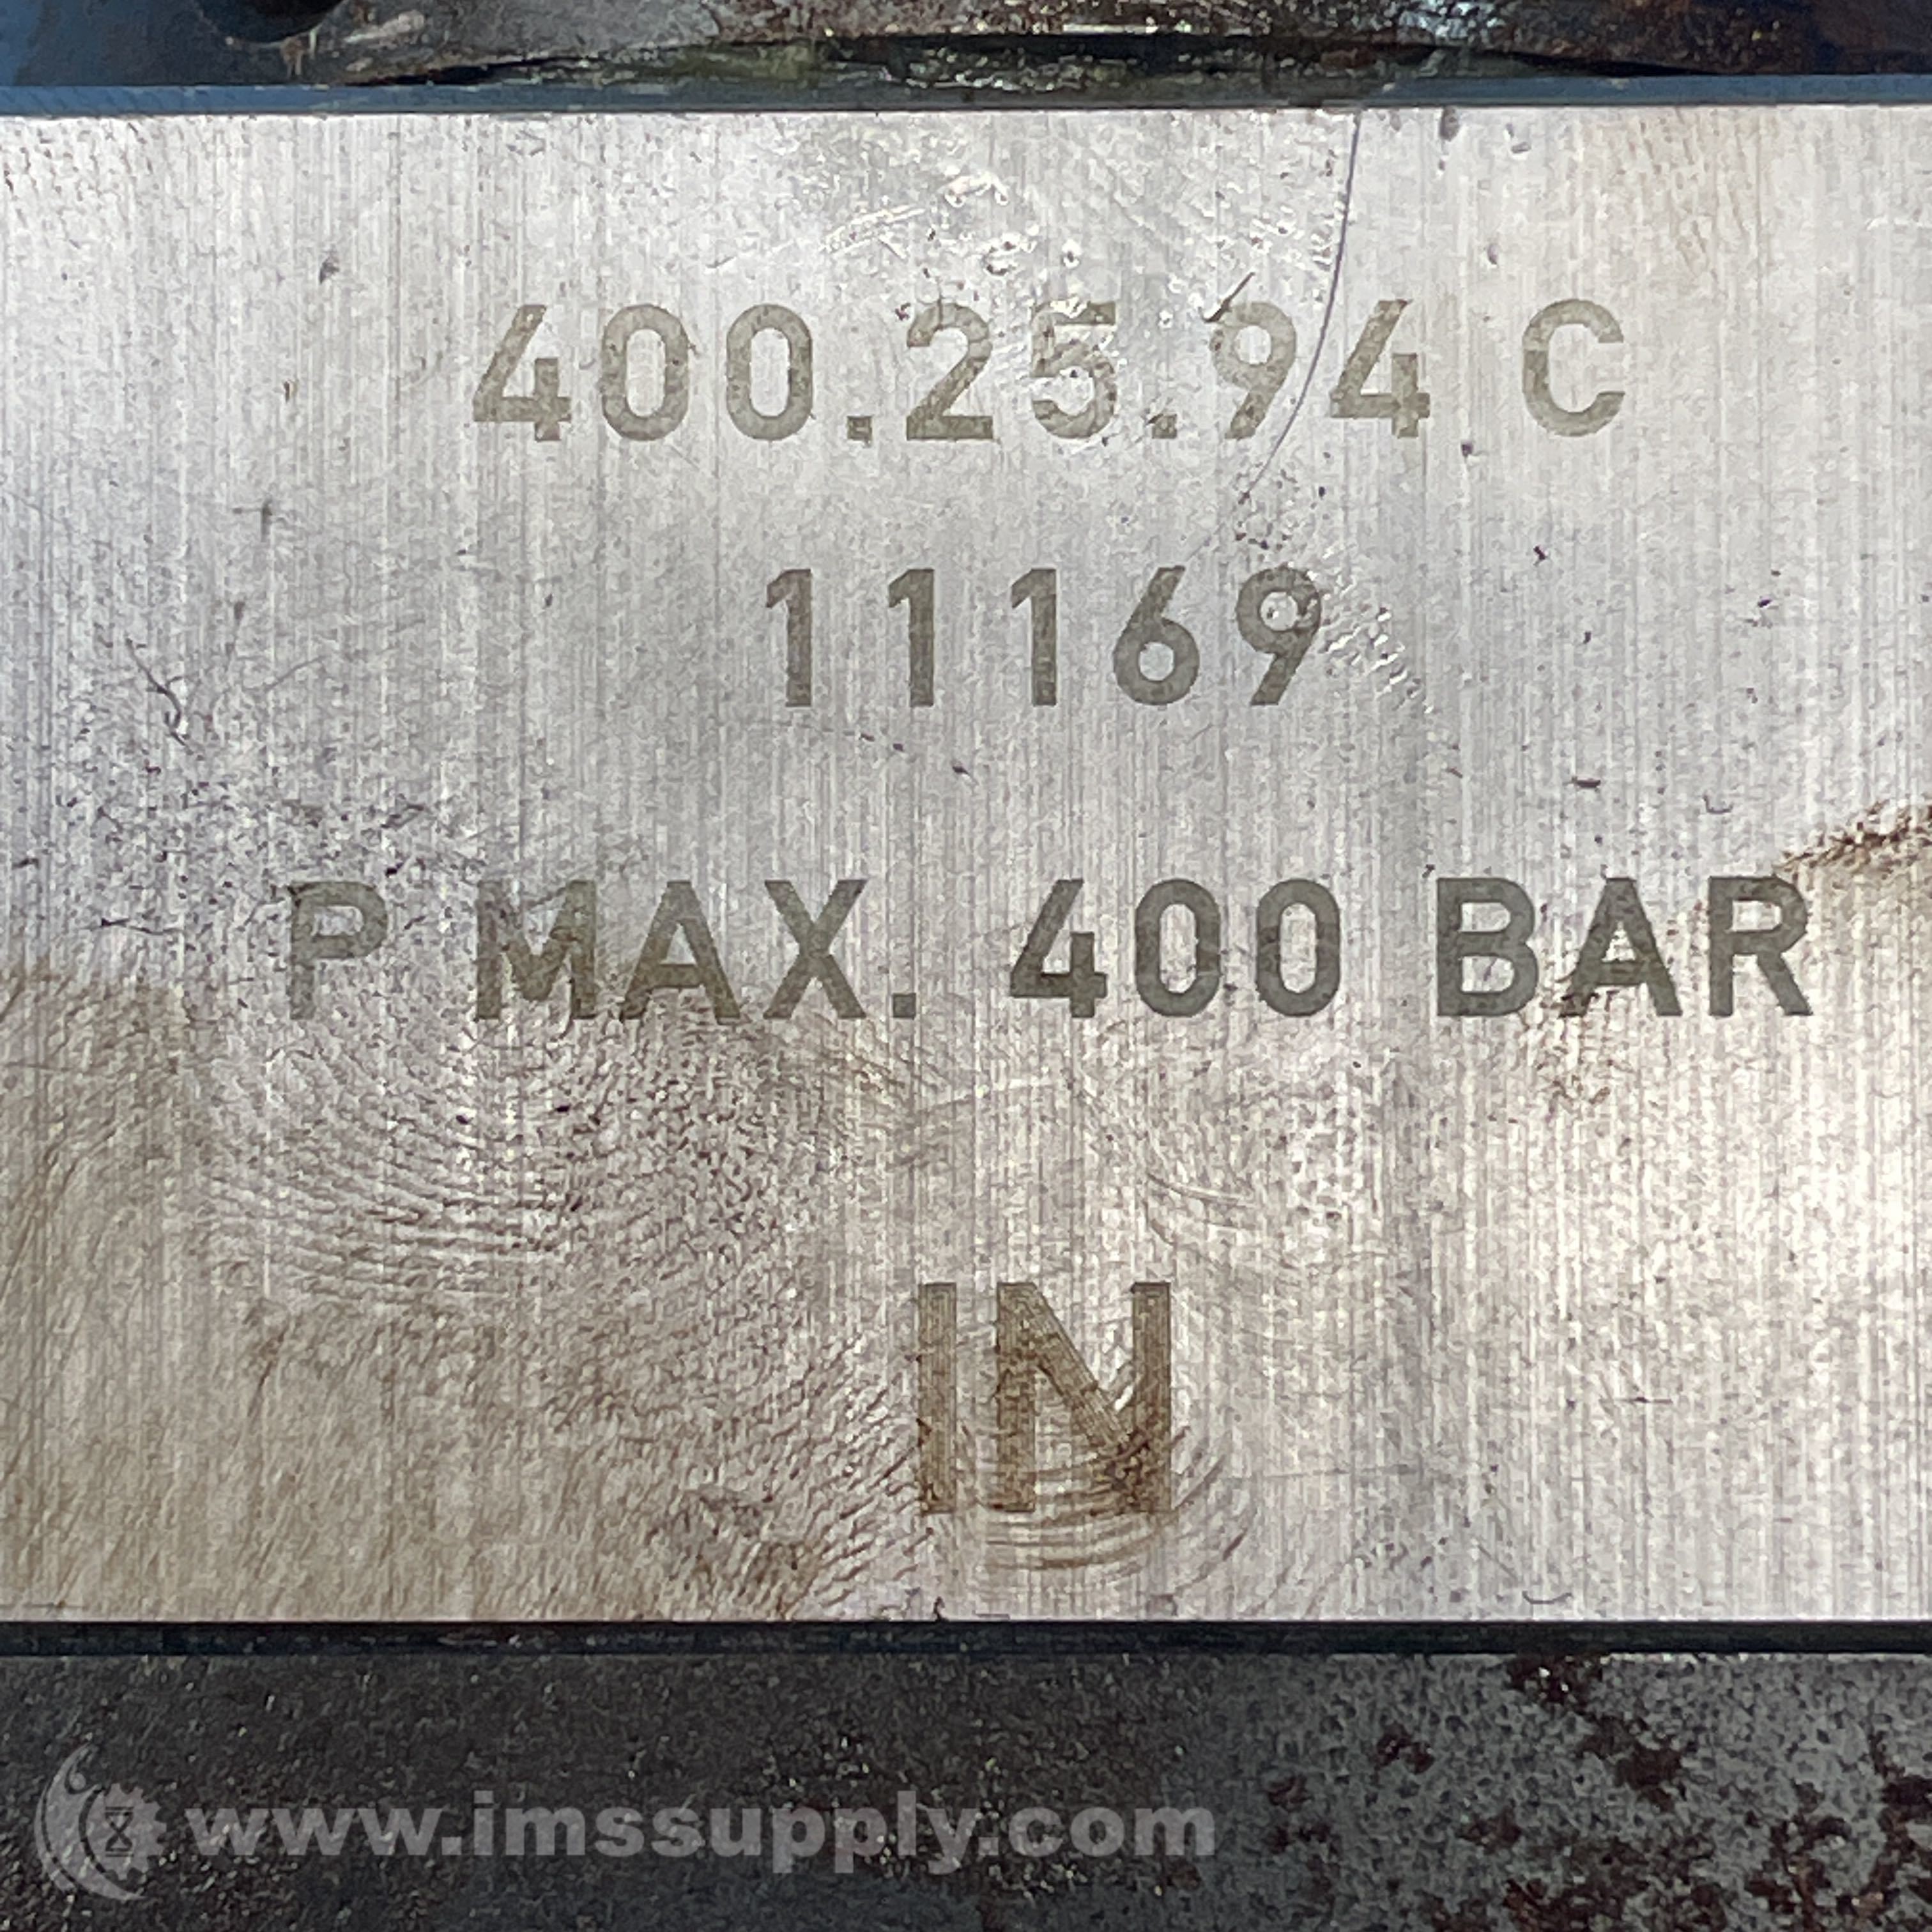 400.25.94 C
11169
P MAX. 400 BAR
IN
www.imssupply.com